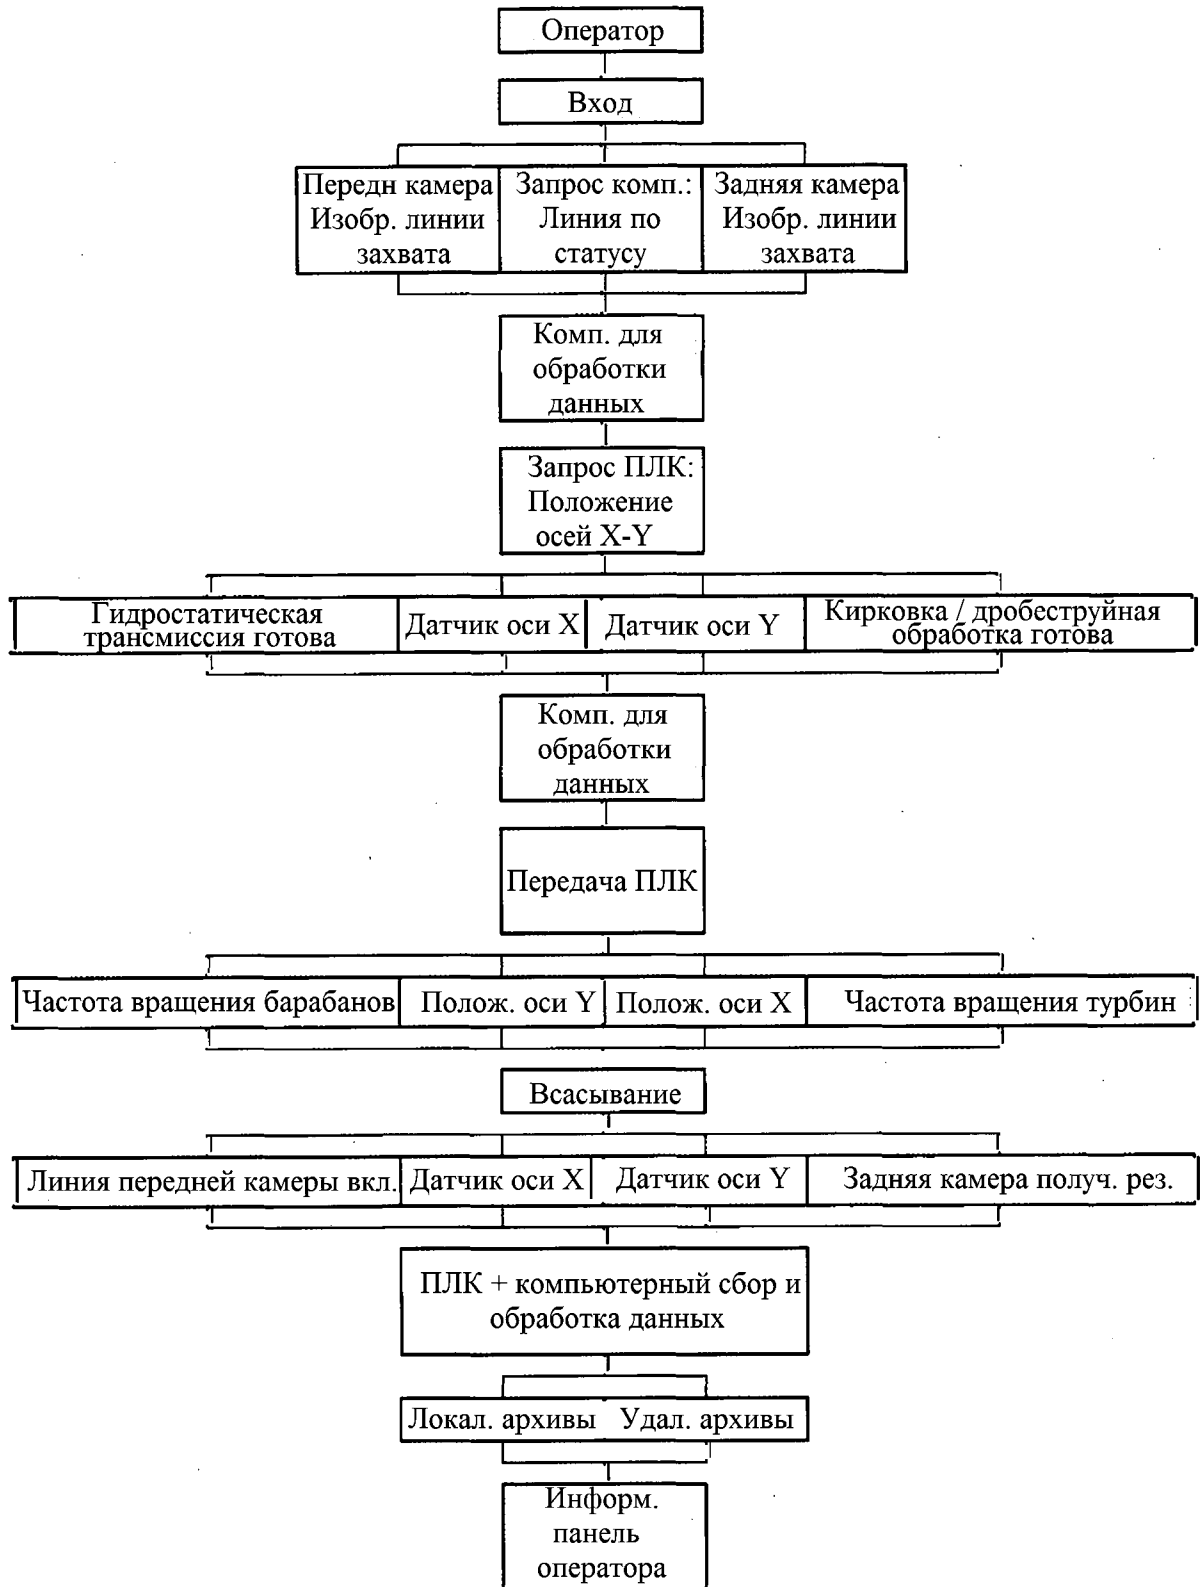 Оператор
Вход
Передн камера
Изобр. линии
захвата
Запрос комп.:
Линия по
статусу
Задняя камера
Изобр. линии
захвата
Комп. для
обработки
данных
Запрос ПЛК:
Положение
осей X-Y
Гидростатическая
трансмиссия готова
Датчик оси X
Датчик оси Y
Кирковка / дробеструйная
обработка готова
Комп. для
обработки
данных
Передача ПЛК
Частота вращения барабанов
Полож. оси Y
Полож. оси X
Частота вращения турбин
Всасывание
Линия передней камеры вкл.
Датчик оси X
Датчик оси Y
Задняя камера получ. рез.
ПЛК + компьютерный сбор и
обработка данных
Локал. архивы
Удал. архивы
Информ.
панель
оператора